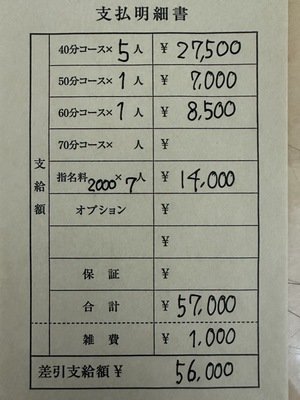 支払明細書
40分コース× 5人 ¥ 27,500
50分コース× 1人 ¥ 7,000
60分コース× 1人 ¥ 8,500
70分コース× 人 ¥
支給額
指名料 2000×7人 ¥ 14,000
オプション ¥
¥
保証 ¥
合計 ¥ 57,000
雑費 ¥ 1,000
差引支給額¥ 56,000